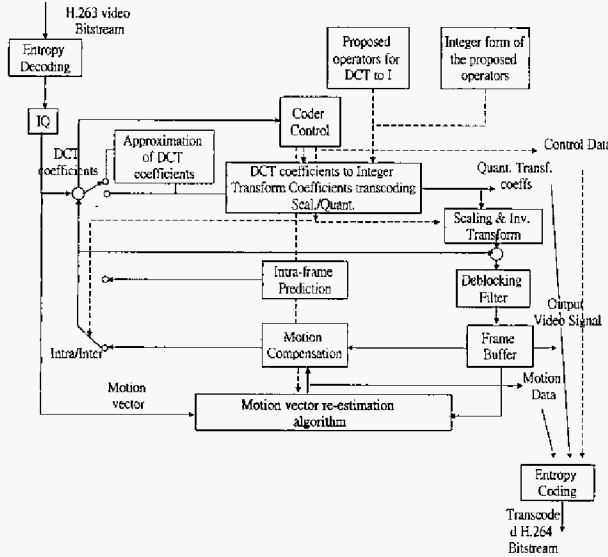 H.263 video
Bitstream
Entropy
Decoding
IQ
Proposed
operators for
DCT to I
Integer form of
the proposed
operators
Coder
Control
Control Data
DCT
coefficients
Approximation
of DCT
coefficients
DCT coefficients to Integer
Transform Coefficients transcoding
Scal./Quant.
Quant. Transf.
coeffs
Scaling & Inv.
Transform
Intra-frame
Prediction
Deblocking
Filter
Output
Video Signal
Intra/Inter
Motion
Compensation
Frame
Buffer
Motion
vector
Motion vector re-estimation
algorithm
Motion
Data
Entropy
Coding
Transcode
d H.264
Bitstream